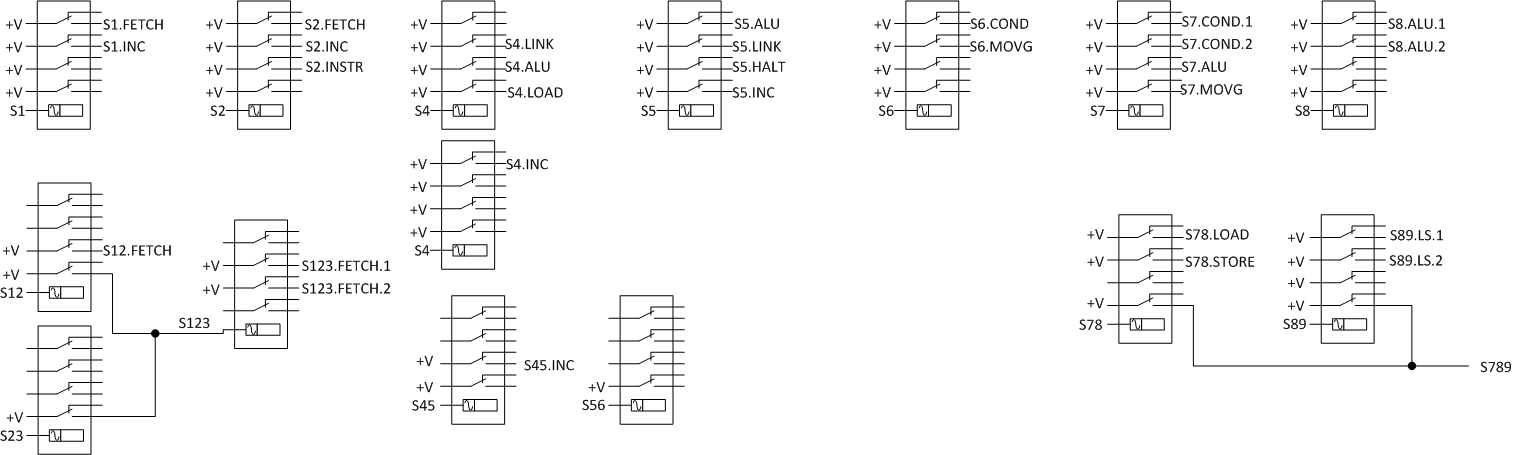 +V S1.FETCH
+V S1.INC
+V
+V
S1
+V S2.FETCH
+V S2.INC
+V S2.INSTR
+V
S2
+V
+V S4.LINK
+V S4.ALU
+V S4.LOAD
S4
+V S5.ALU
+V S5.LINK
+V S5.HALT
+V S5.INC
S5
+V S6.COND
+V S6.MOVG
+V
+V
S6
+V S7.COND.1
+V S7.COND.2
+V S7.ALU
+V S7.MOVG
S7
+V S8.ALU.1
+V S8.ALU.2
+V
+V
S8
+V S4.INC
+V
+V
+V
S4
+V S12.FETCH
+V
S12
+V S123.FETCH.1
+V S123.FETCH.2
S123
+V
S23
+V S45.INC
+V
S45
+V
S56
+V S78.LOAD
+V S78.STORE
+V
S78
+V S89.LS.1
+V S89.LS.2
+V
+V
S89
S789